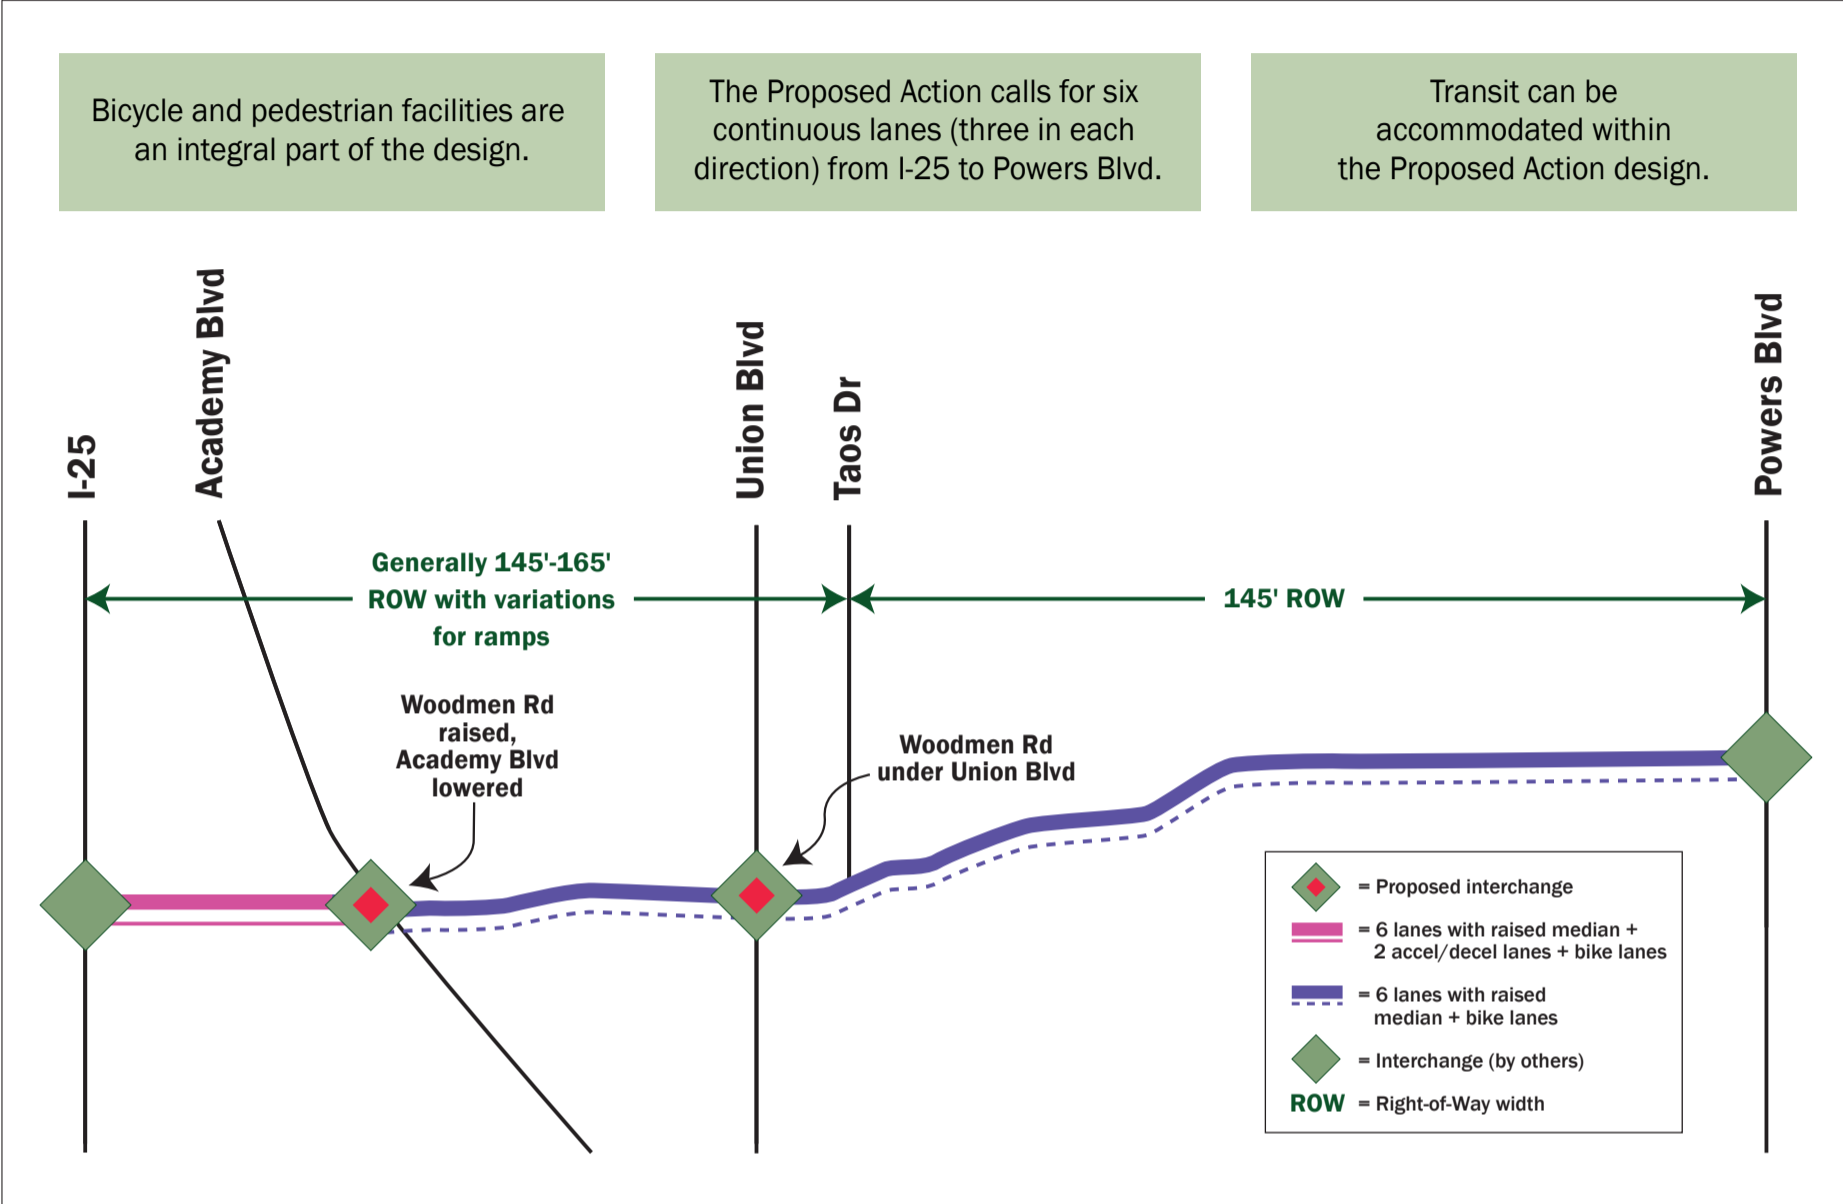 Bicycle and pedestrian facilities are
an integral part of the design.
The Proposed Action calls for six
continuous lanes (three in each
direction) from I-25 to Powers Blvd.
Transit can be
accommodated within
the Proposed Action design.
I-25
Academy Blvd
Union Blvd
Taos Dr
Powers Blvd
Generally 145'-165'
ROW with variations
for ramps
145' ROW
Woodmen Rd
raised,
Academy Blvd
lowered
Woodmen Rd
under Union Blvd
= Proposed interchange
= 6 lanes with raised median +
2 accel/decel lanes + bike lanes
= 6 lanes with raised
median + bike lanes
= Interchange (by others)
ROW = Right-of-Way width